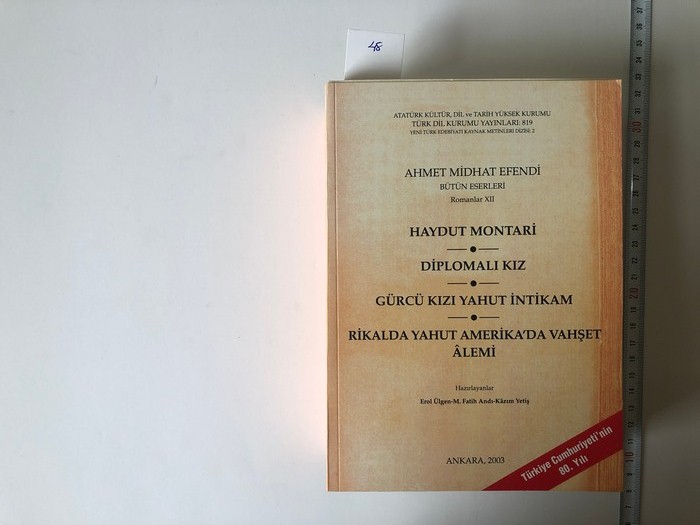 48
ATATÜRK KÜLTÜR, DİL ve TARİH YÜKSEK KURUMU
TÜRK DİL KURUMU YAYINLARI: 819
YENİ TÜRK EDEBİYATI KAYNAK METİNLERİ DİZİSİ: 2
AHMET MİDHAT EFENDİ
BÜTÜN ESERLERİ
Romanlar XII
HAYDUT MONTARİ
DİPLOMALI KIZ
GÜRCÜ KIZI YAHUT İNTİKAM
RİKALDA YAHUT AMERİKA'DA VAHŞET
ÂLEMİ
Hazırlayanlar
Erol Ülgen-M. Fatih Andı-Kâzım Yetiş
ANKARA, 2003
Türkiye Cumhuriyeti'nin
80. Yılı